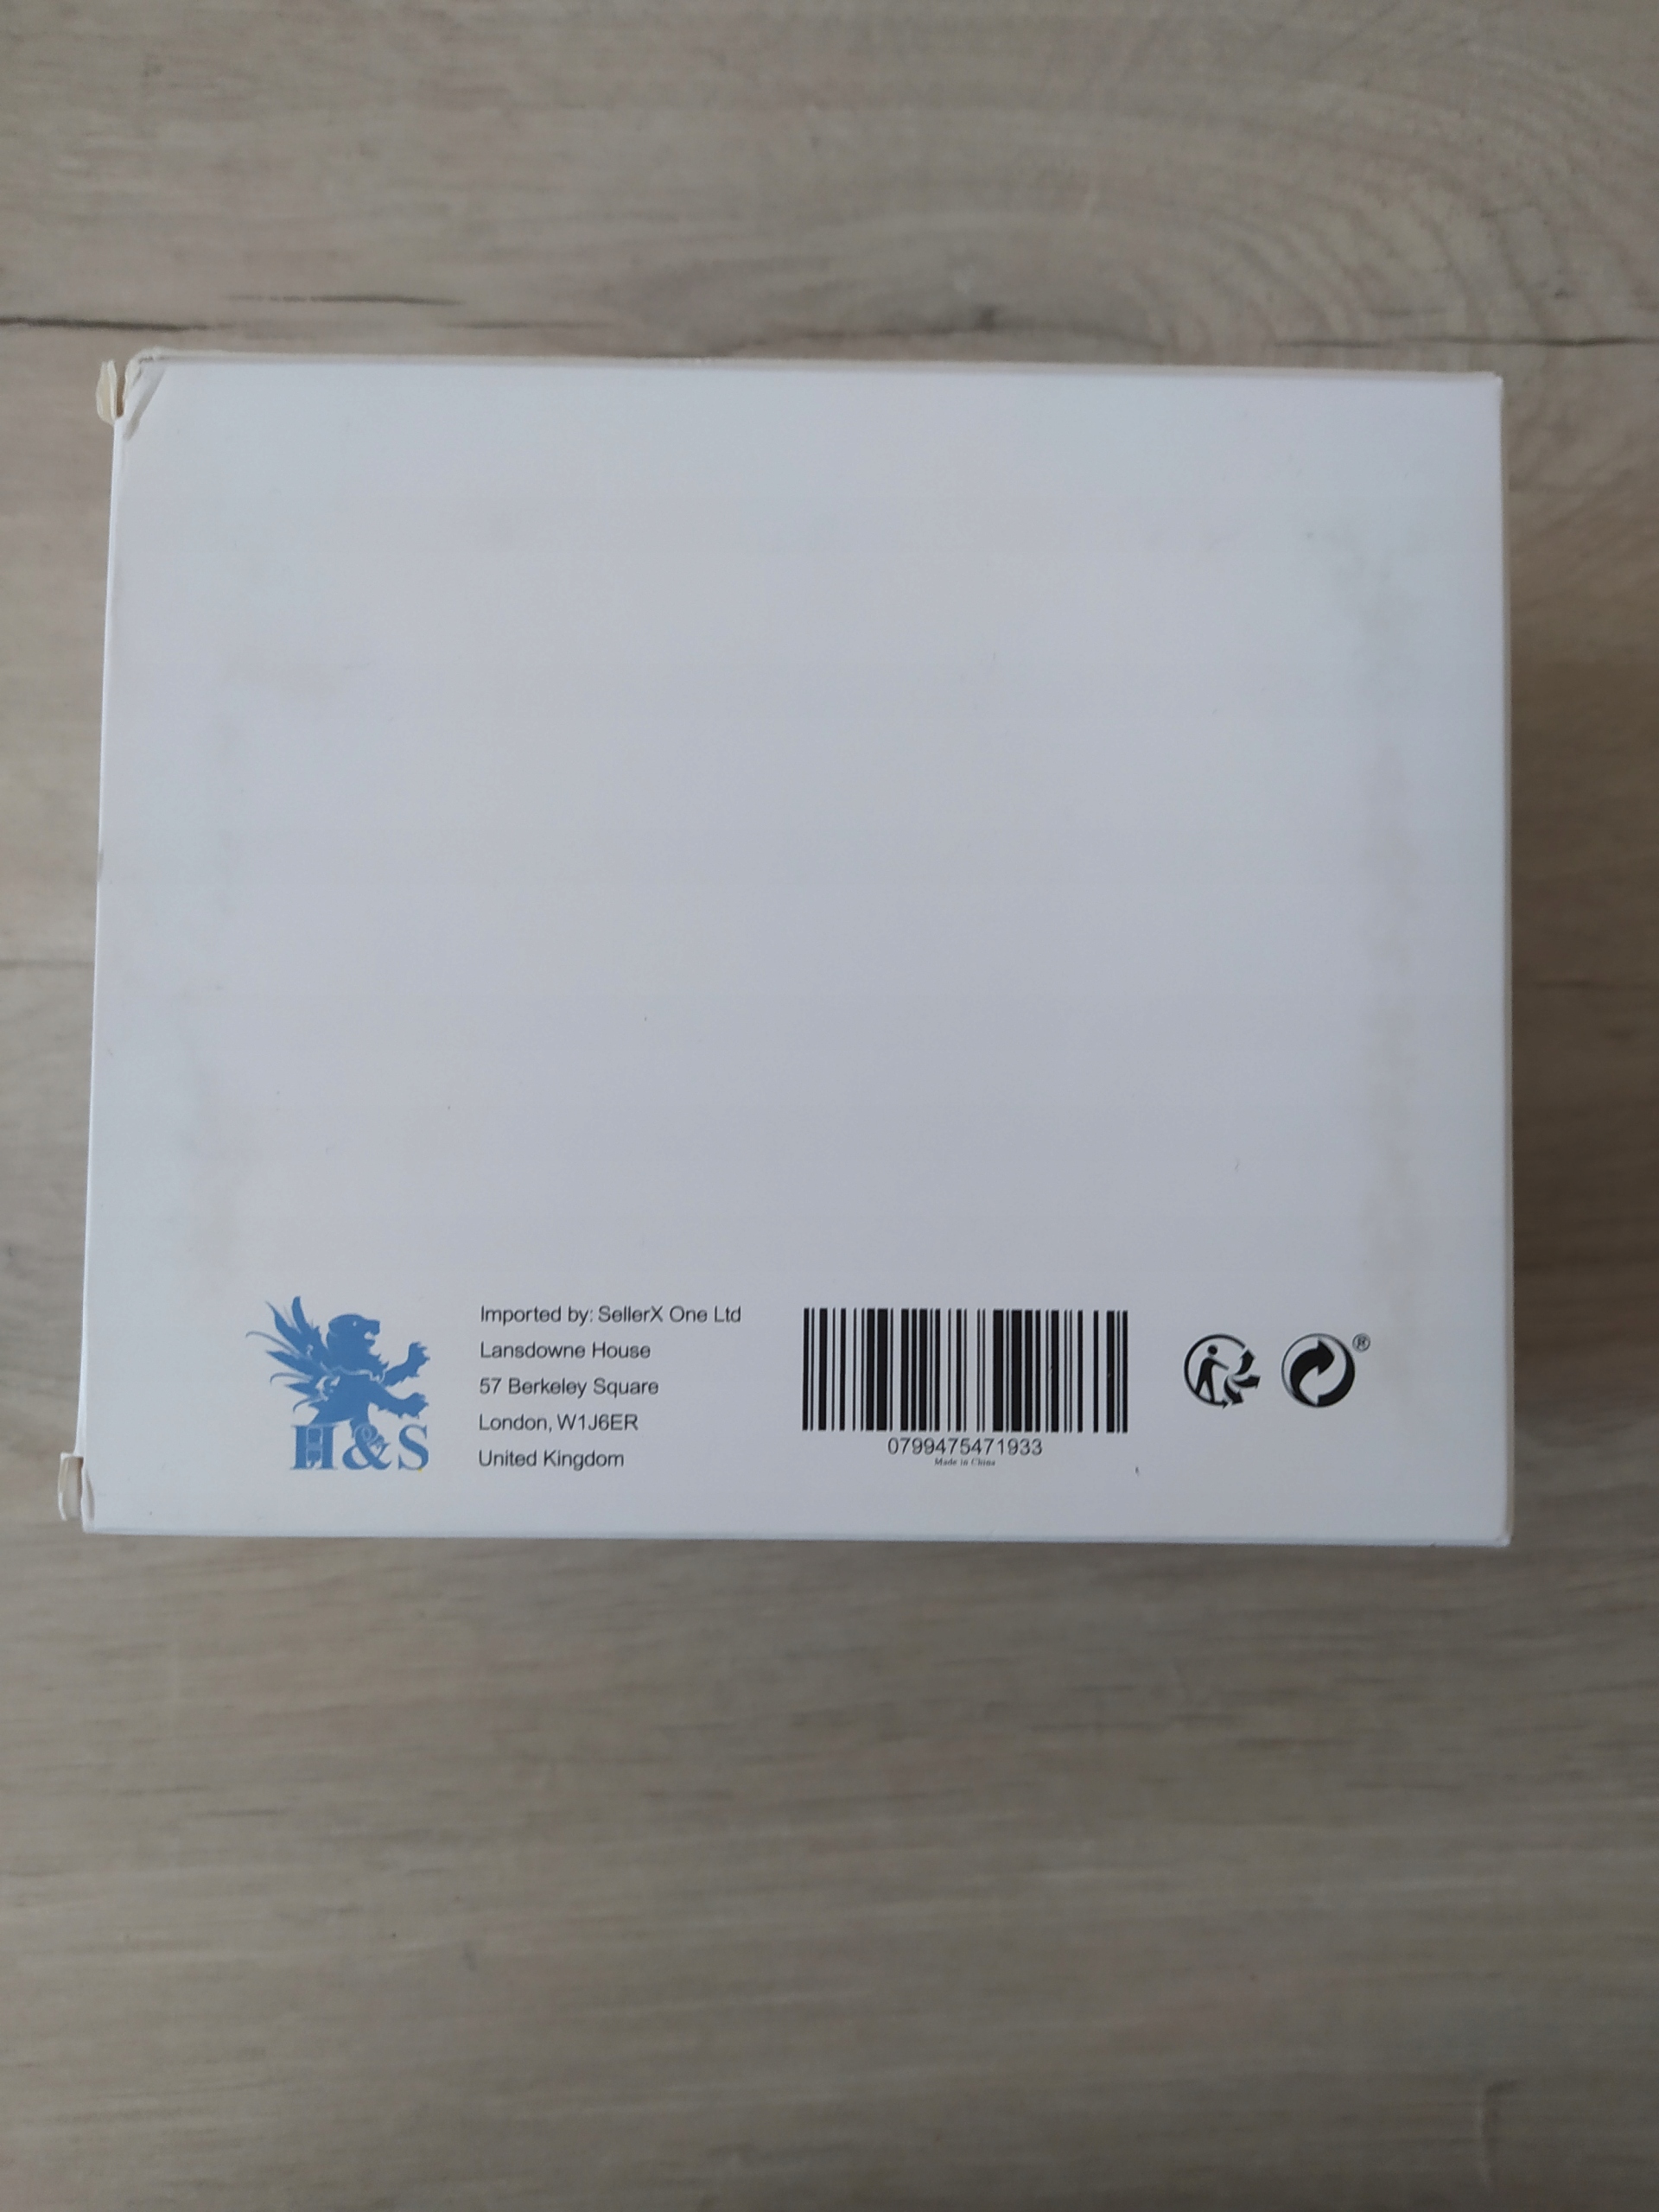 Imported by: SellerX One Ltd
Lansdowne House
57 Berkeley Square
London, W1J6ER
United Kingdom
H&S
0799475471933
Made in China
®